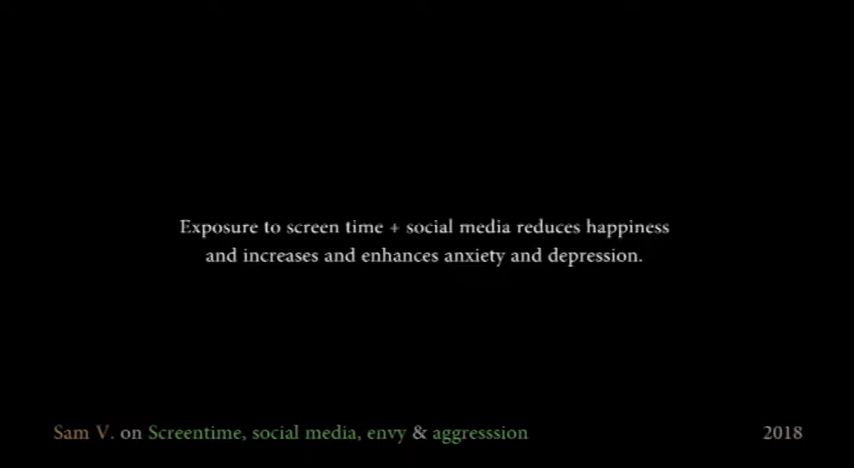 Exposure to screen time + social media reduces happiness
and increases and enhances anxiety and depression.
Sam V. on Screentime, social media, envy & aggresssion
2018